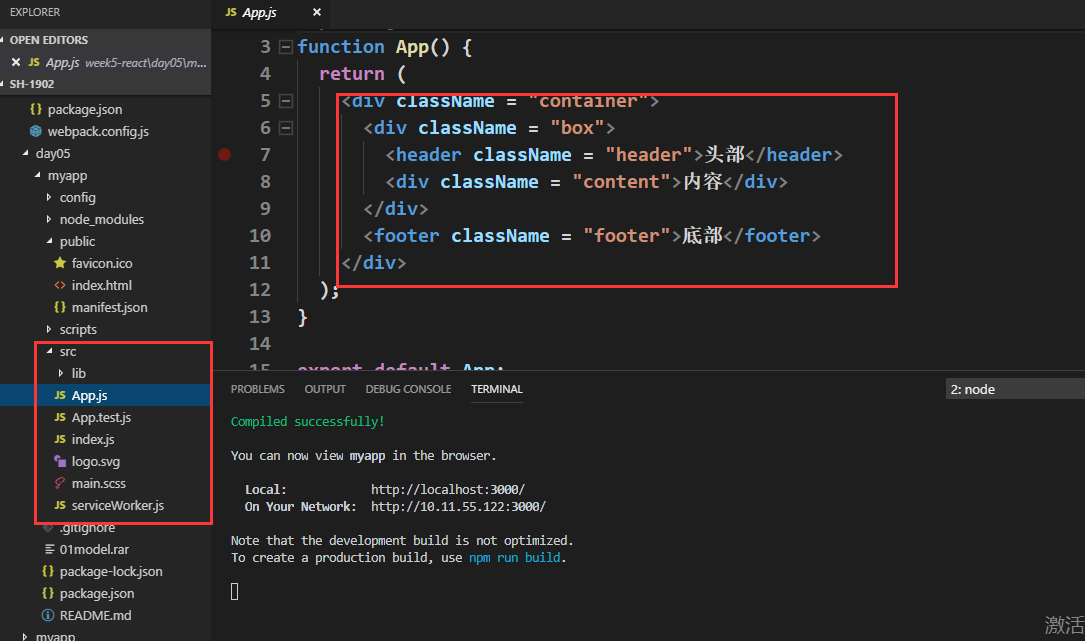 EXPLORER
OPEN EDITORS
JS App.js week5-react\day05\m...
SH-1902
{} package.json
webpack.config.js
day05
myapp
config
node_modules
public
favicon.ico
<> index.html
{} manifest.json
scripts
src
lib
JS App.js
JS App.test.js
JS index.js
logo.svg
main.scss
JS serviceWorker.js
.gitignore
01model.rar
{} package-lock.json
{} package.json
README.md
myapp
JS App.js
3 function App() {
4 return (
5 <div className = "container">
6 <div className = "box">
7 <header className = "header">头部</header>
8 <div className = "content">内容</div>
9 </div>
10 <footer className = "footer">底部</footer>
11 </div>
12 );
13 }
14
15 export default App;
PROBLEMS OUTPUT DEBUG CONSOLE TERMINAL
2: node
Compiled successfully!
You can now view myapp in the browser.
Local: http://localhost:3000/
On Your Network: http://10.11.55.122:3000/
Note that the development build is not optimized.
To create a production build, use npm run build.
激活